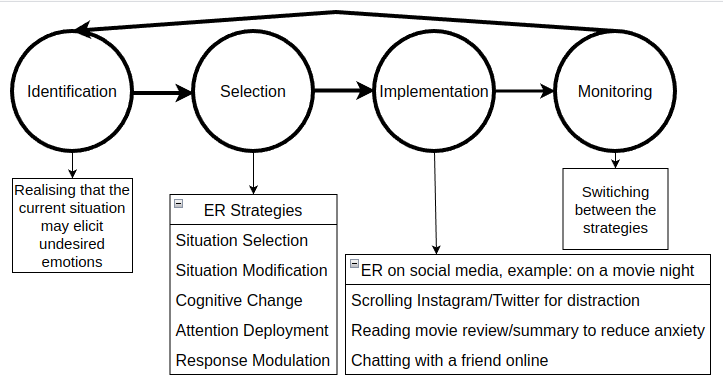 Identification
Selection
Implementation
Monitoring
Realising that the
current situation
may elicit
undesired
emotions
ER Strategies
Situation Selection
Situation Modification
Cognitive Change
Attention Deployment
Response Modulation
ER on social media, example: on a movie night
Scrolling Instagram/Twitter for distraction
Reading movie review/summary to reduce anxiety
Chatting with a friend online
Switching
between the
strategies